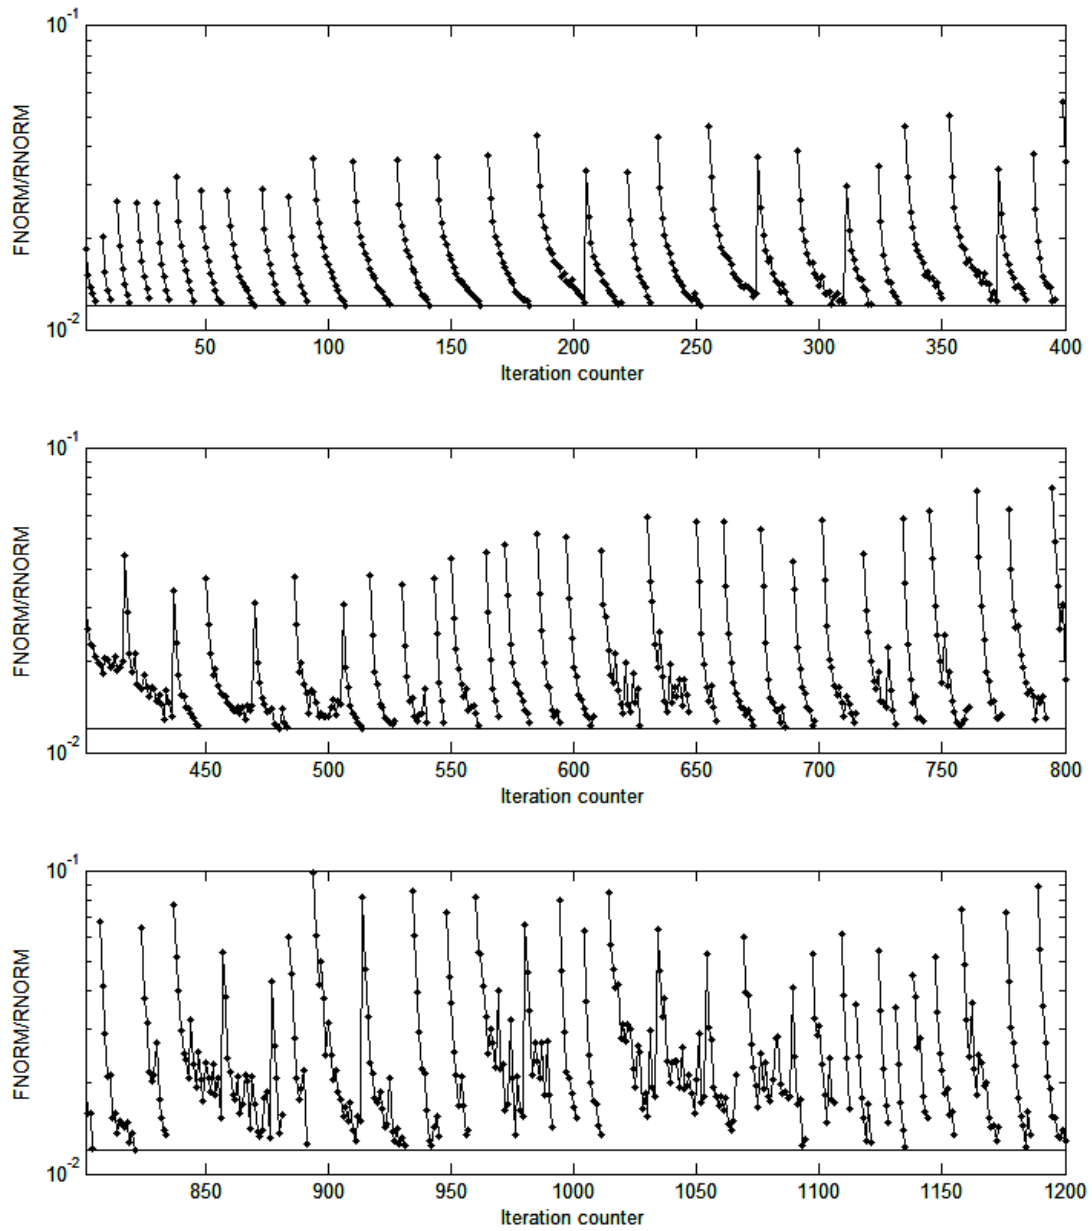 10-1
FNORM/RNORM
10-2
50 100 150 200 250 300 350 400
Iteration counter
10-1
FNORM/RNORM
10-2
450 500 550 600 650 700 750 800
Iteration counter
10-1
FNORM/RNORM
10-2
850 900 950 1000 1050 1100 1150 1200
Iteration counter